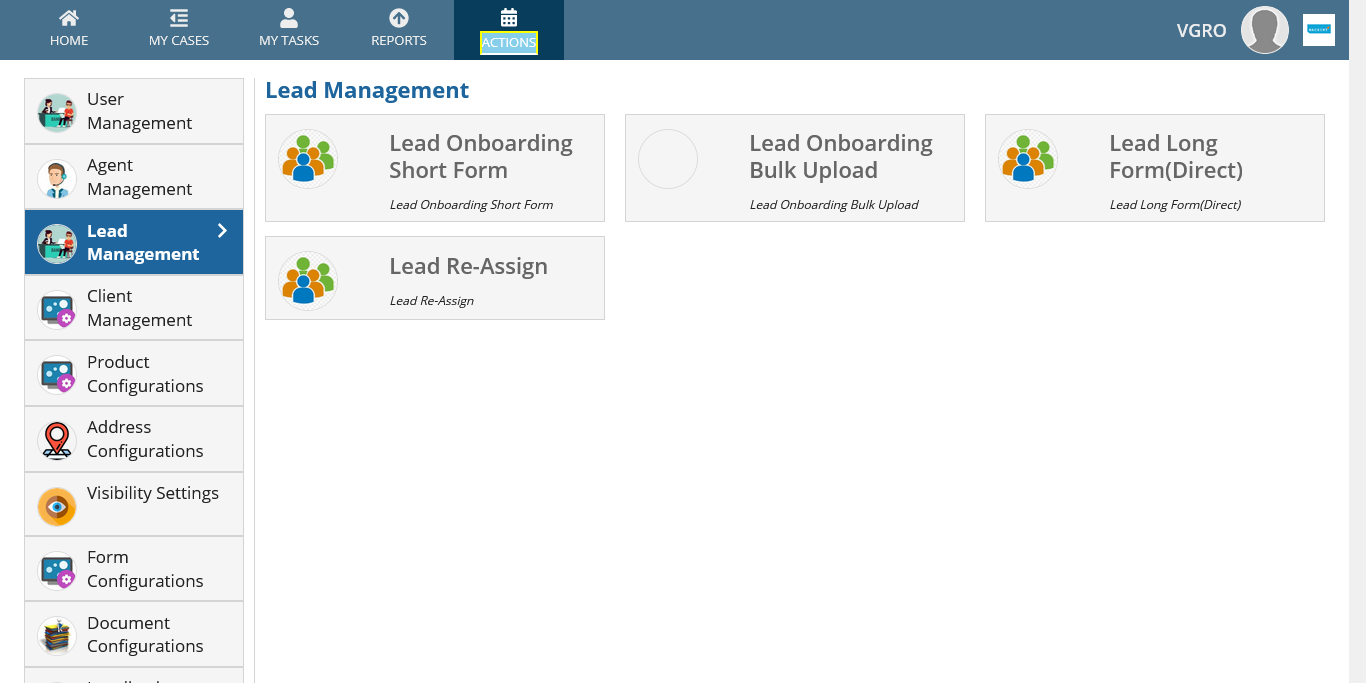 HOME
MY CASES
MY TASKS
REPORTS
ACTIONS
VGRO
User
Management
Agent
Management
Lead
Management
Client
Management
Product
Configurations
Address
Configurations
Visibility Settings
Form
Configurations
Document
Configurations
Lead Management
Lead Onboarding
Short Form
Lead Onboarding Short Form
Lead Onboarding
Bulk Upload
Lead Onboarding Bulk Upload
Lead Long
Form(Direct)
Lead Long Form(Direct)
Lead Re-Assign
Lead Re-Assign